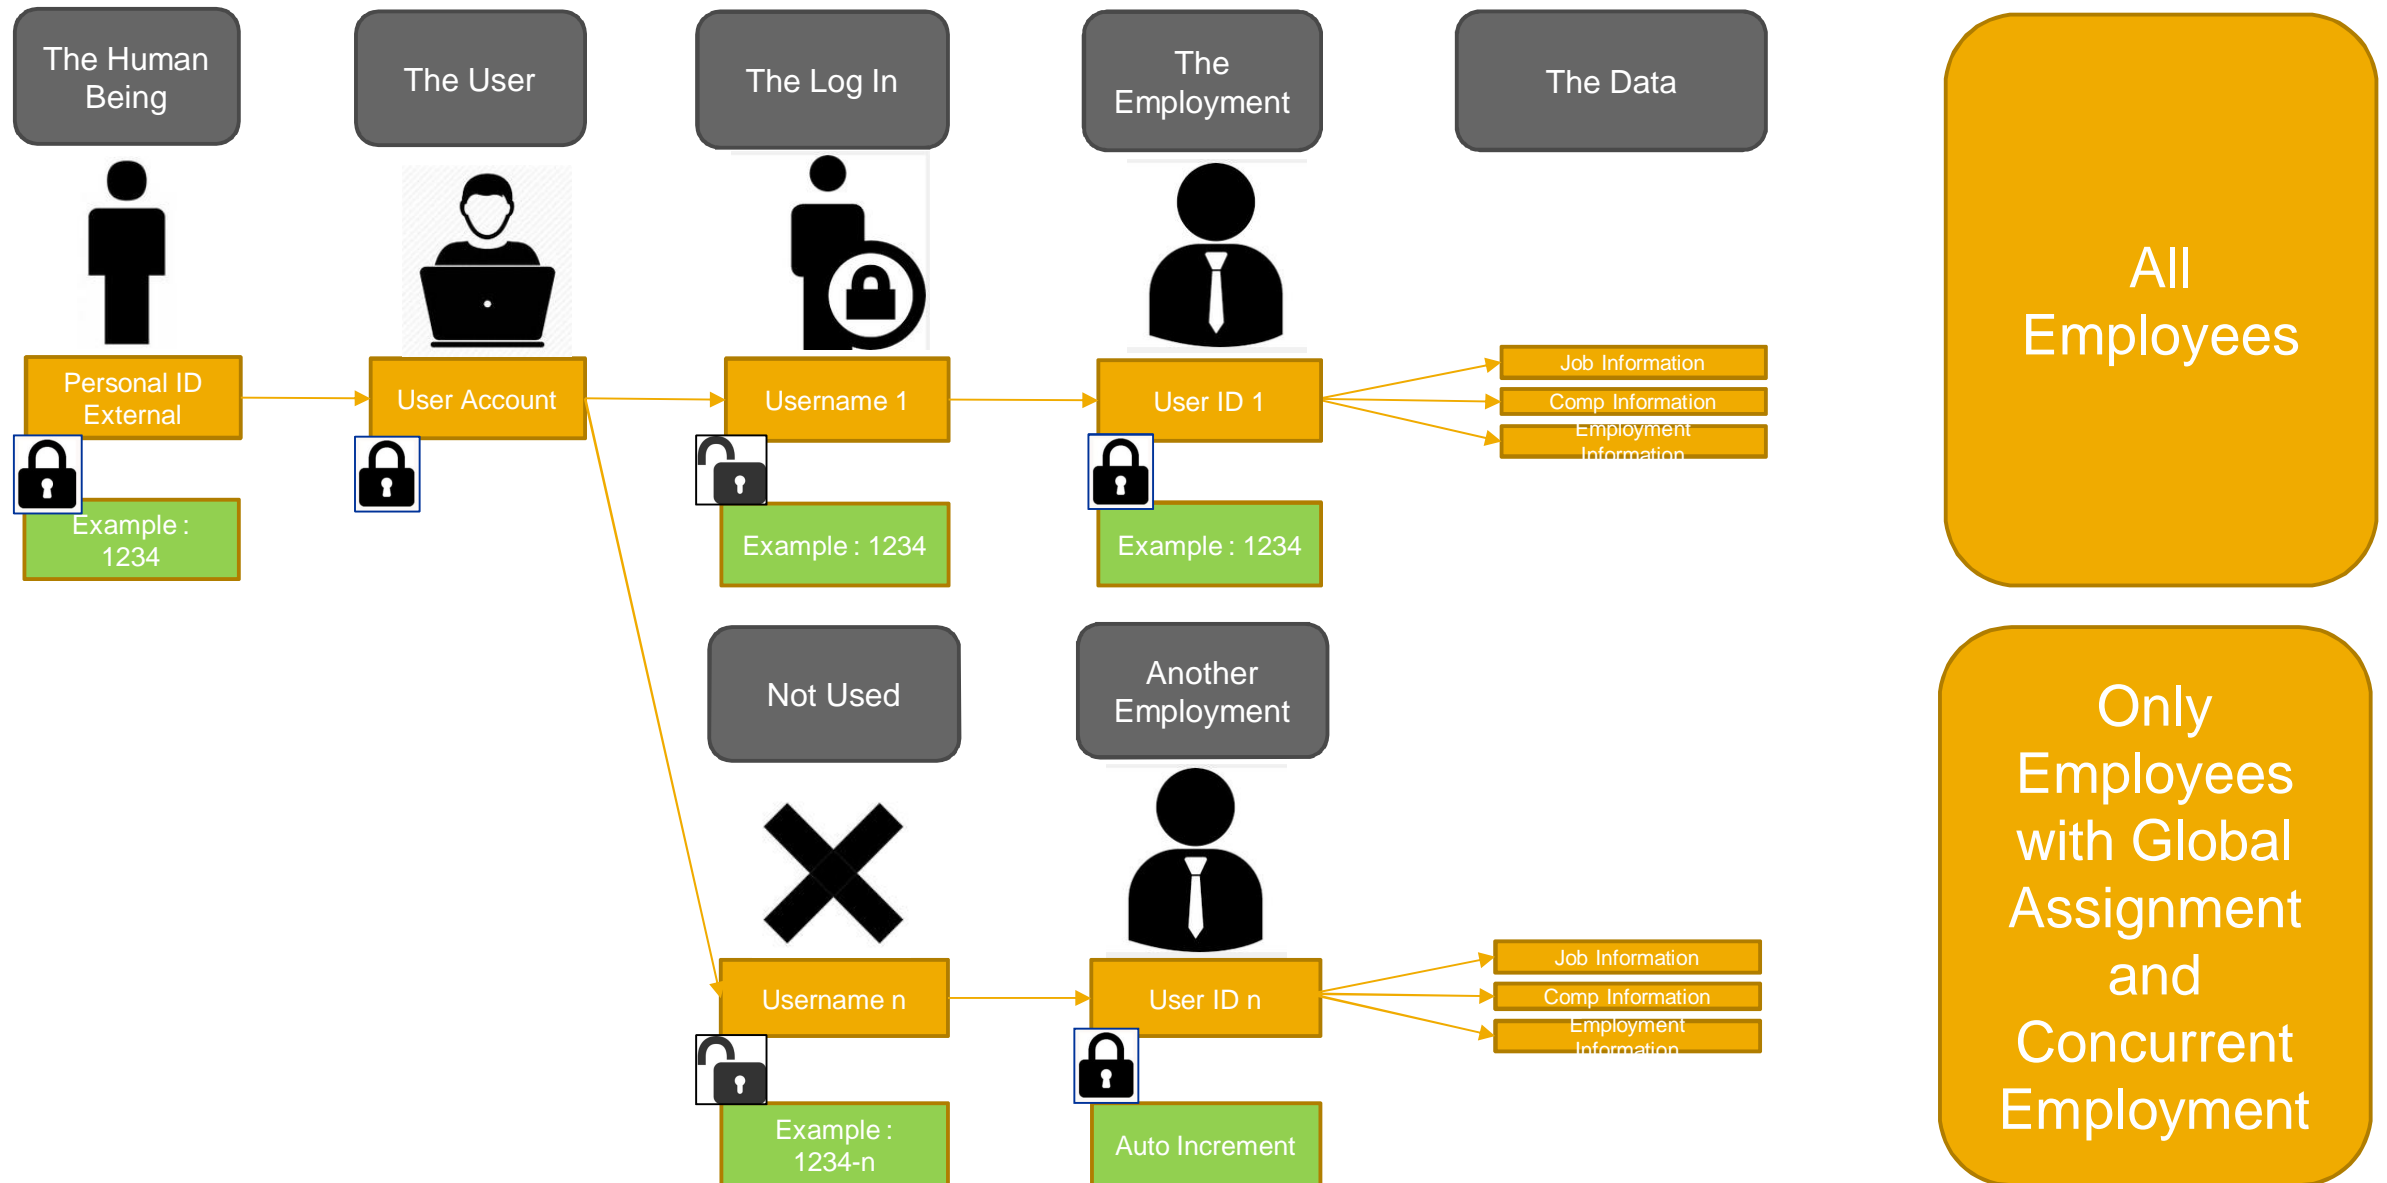 The Human
Being
The User
The Log In
The
Employment
The Data
All
Employees
Personal ID
External
User Account
Username 1
User ID 1
Job Information
Comp Information
Employment
Information
Example :
1234
Example : 1234
Example : 1234
Not Used
Another
Employment
Only
Employees
with Global
Assignment
and
Concurrent
Employment
Username n
User ID n
Job Information
Comp Information
Employment
Information
Example :
1234-n
Auto Increment